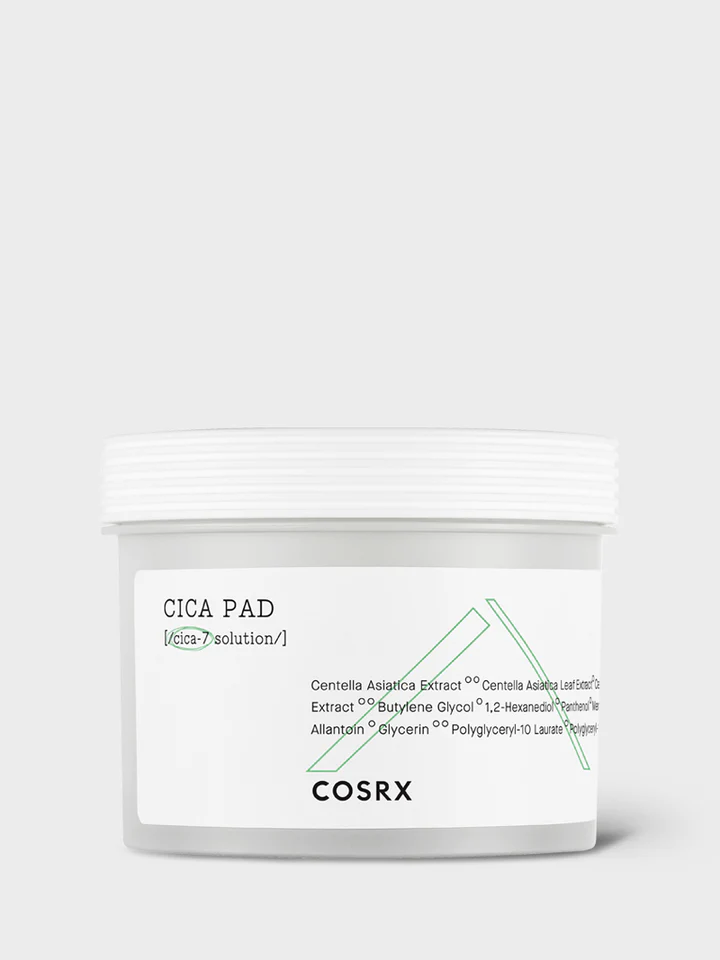 CICA PAD
[/cica-7 solution/]
Centella Asiatica Extract °° Centella Asiatica Leaf Extract°
Extract °° Butylene Glycol ° 1,2-Hexanediol ° Panthenol °
Allantoin ° Glycerin °° Polyglyceryl-10 Laurate °
COSRX